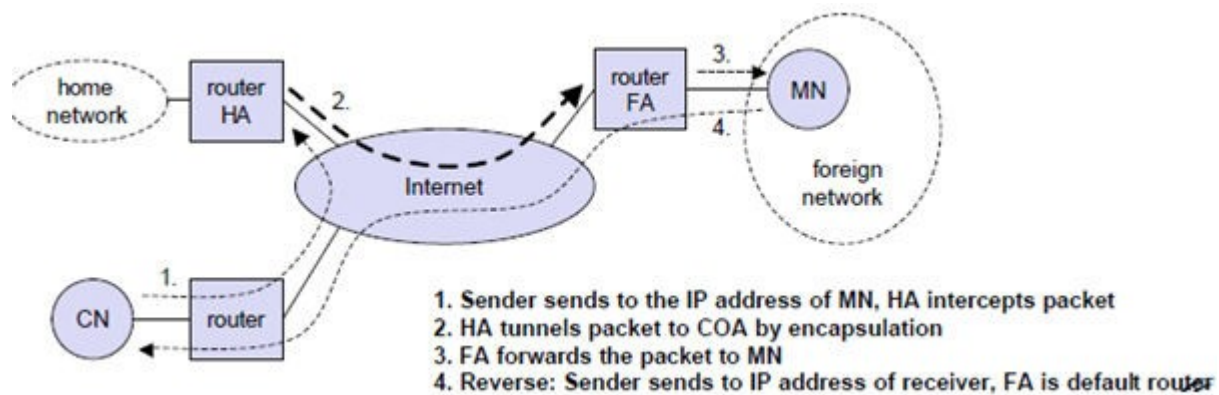 home
network
router
HA
2.
router
FA
3.
MN
4.
foreign
network
Internet
1.
CN
router
1. Sender sends to the IP address of MN, HA intercepts packet
2. HA tunnels packet to COA by encapsulation
3. FA forwards the packet to MN
4. Reverse: Sender sends to IP address of receiver, FA is default router